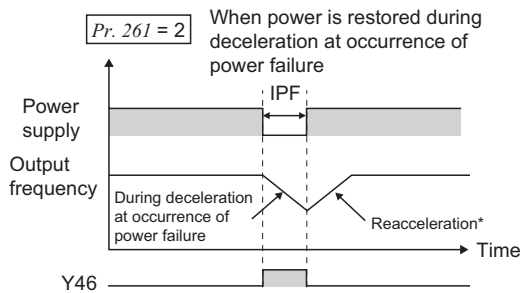 Pr. 261 = 2
When power is restored during
deceleration at occurrence of
power failure
IPF
Power
supply
Output
frequency
During deceleration
at occurrence of
power failure
Reacceleration*
Time
Y46